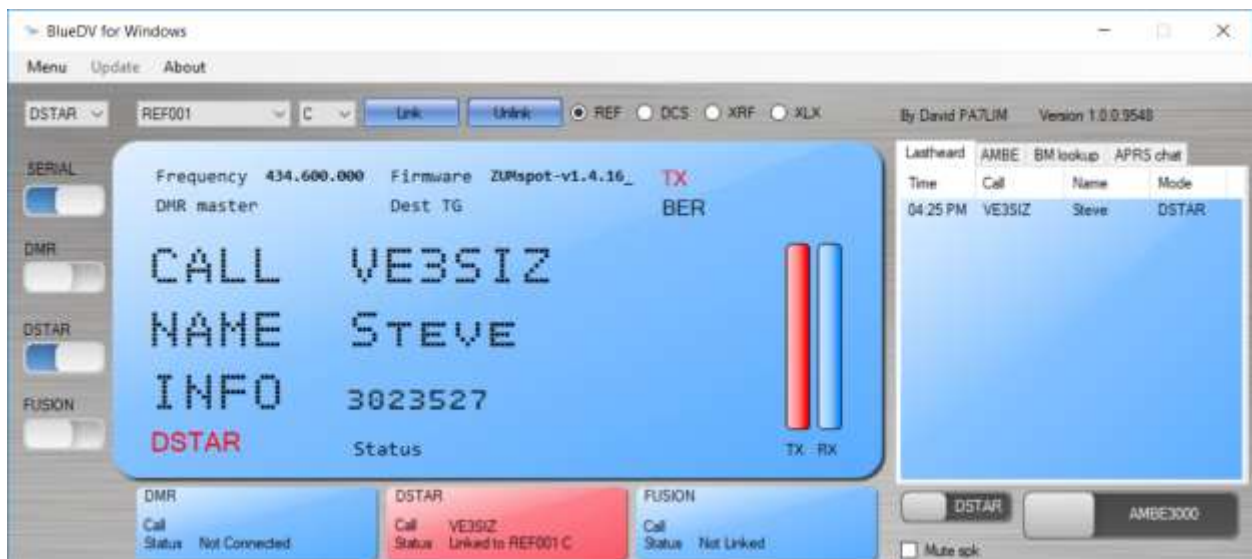 BlueDV for Windows
Menu Update About
DSTAR REF001 C Link Unlink REF DCS XRF XLX By David PA7LIM Version 1.0.0.9548
SERIAL
DMR
DSTAR
FUSION
Frequency 434.600.000 Firmware ZUMspot-v1.4.16_ TX
DMR master Dest TG BER
CALL VE3SIZ
NAME STEVE
INFO 3023527
DSTAR Status TX RX
Lastheard AMBE BM lookup APRS chat
Time Call Name Mode
04:25 PM VE3SIZ Steve DSTAR
DMR
Call
Status Not Connected
DSTAR
Call VE3SIZ
Status Linked to REF001 C
FUSION
Call
Status Not Linked
DSTAR AMBE3000
Mute spk